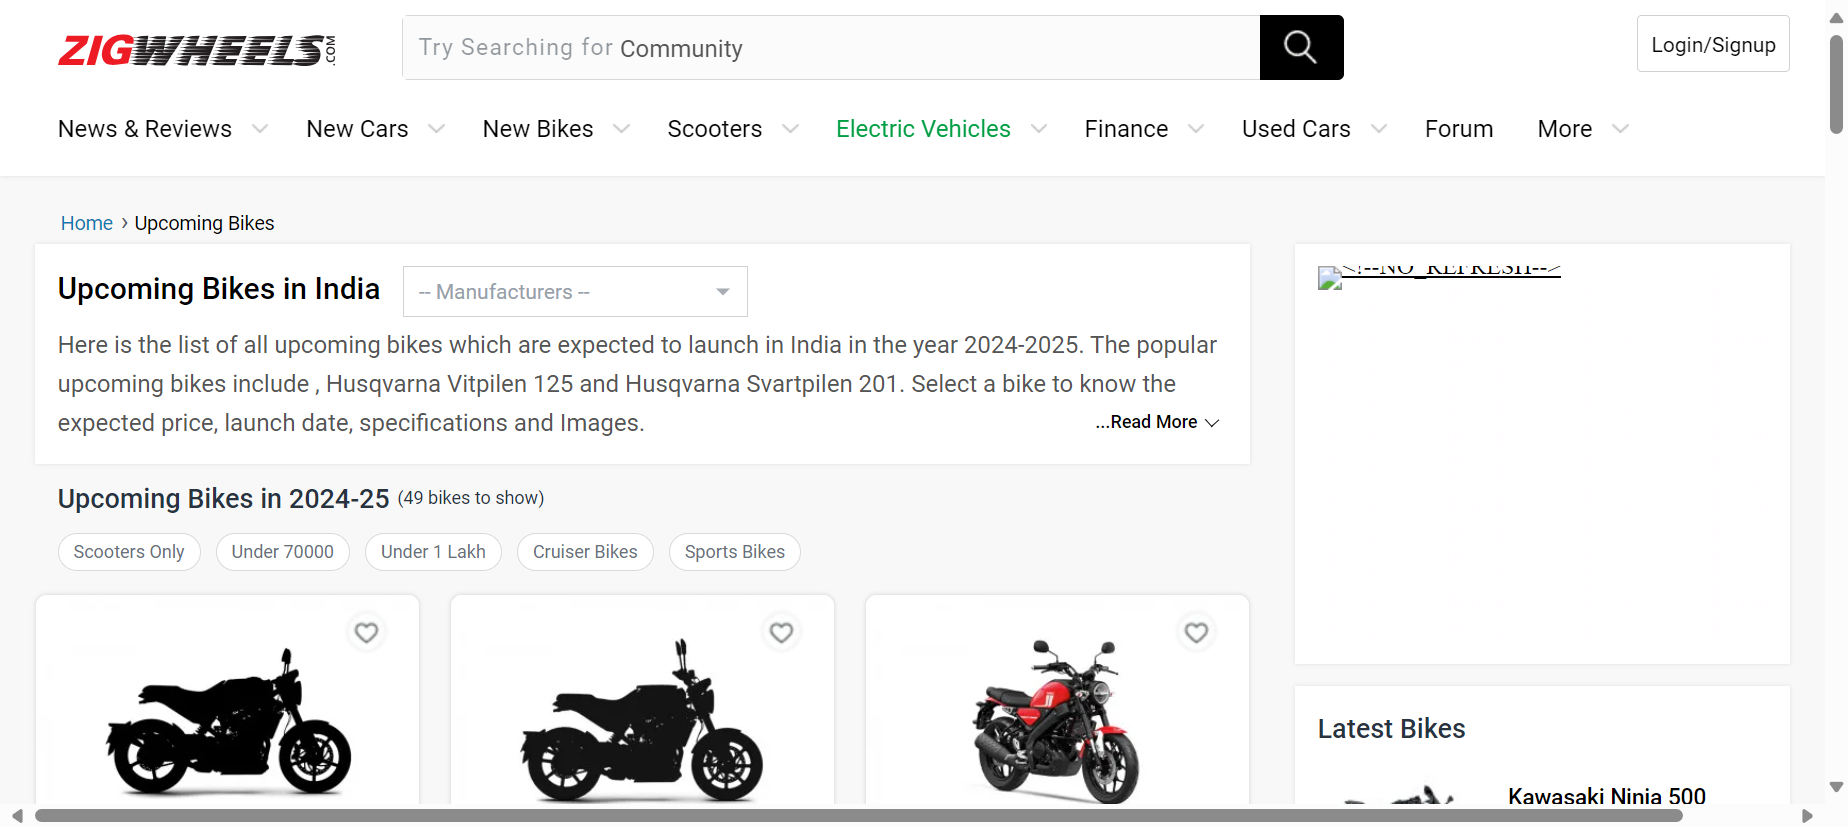 ZIGWHEELS.COM
Try Searching for Community
Login/Signup
News & Reviews
New Cars
New Bikes
Scooters
Electric Vehicles
Finance
Used Cars
Forum
More
Home › Upcoming Bikes
Upcoming Bikes in India
-- Manufacturers --
Here is the list of all upcoming bikes which are expected to launch in India in the year 2024-2025. The popular
upcoming bikes include , Husqvarna Vitpilen 125 and Husqvarna Svartpilen 201. Select a bike to know the
expected price, launch date, specifications and Images.
...Read More
<!--NO_REFRESH-->
Upcoming Bikes in 2024-25 (49 bikes to show)
Scooters Only
Under 70000
Under 1 Lakh
Cruiser Bikes
Sports Bikes
Latest Bikes
Kawasaki Ninja 500